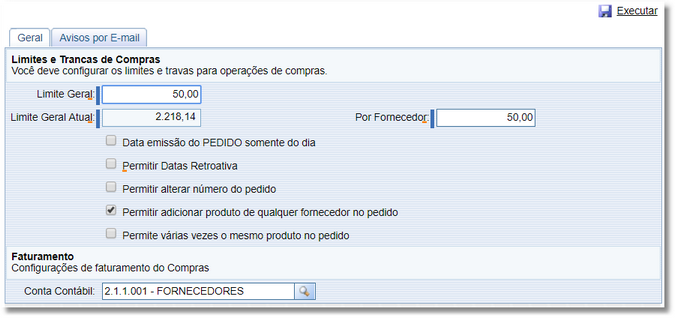 Executar
Geral
Avisos por E-mail
Limites e Trancas de Compras
Você deve configurar os limites e travas para operações de compras.
Limite Geral: 50,00
Limite Geral Atual: 2.218,14 Por Fornecedor: 50,00
Data emissão do PEDIDO somente do dia
Permitir Datas Retroativa
Permitir alterar número do pedido
Permitir adicionar produto de qualquer fornecedor no pedido
Permite várias vezes o mesmo produto no pedido
Faturamento
Configurações de faturamento do Compras
Conta Contábil: 2.1.1.001 - FORNECEDORES